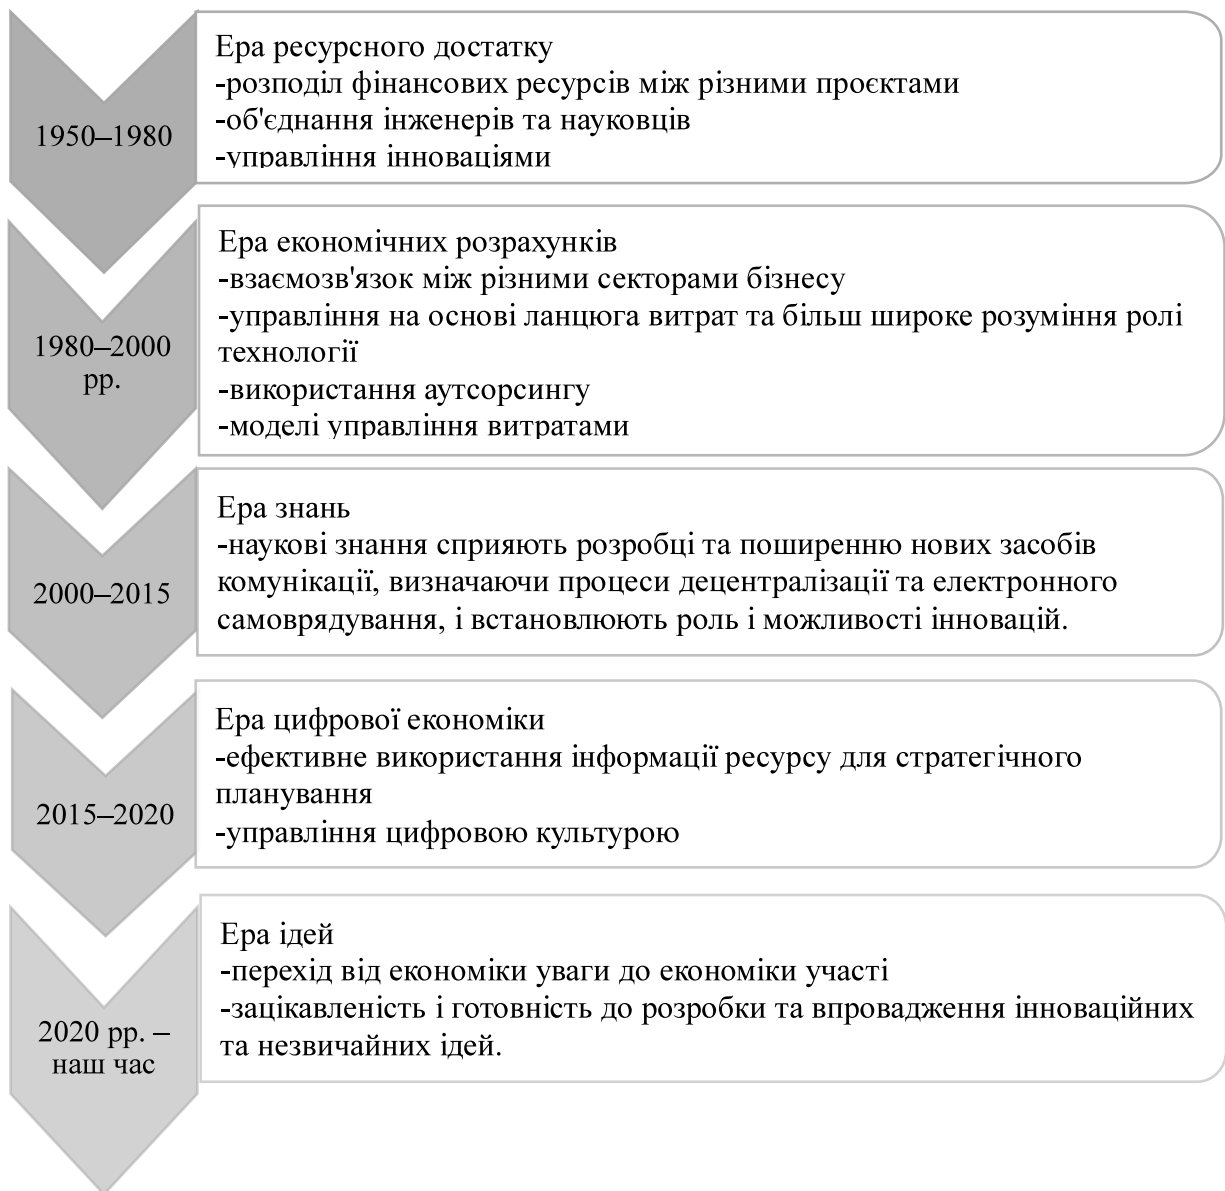 1950–1980
Ера ресурсного достатку
-розподіл фінансових ресурсів між різними проєктами
-об'єднання інженерів та науковців
-управління інноваціями
1980–2000
рр.
Ера економічних розрахунків
-взаємозв'язок між різними секторами бізнесу
-управління на основі ланцюга витрат та більш широке розуміння ролі
технології
-використання аутсорсингу
-моделі управління витратами
2000–2015
Ера знань
-наукові знання сприяють розробці та поширенню нових засобів
комунікації, визначаючи процеси децентралізації та електронного
самоврядування, і встановлюють роль і можливості інновацій.
2015–2020
Ера цифрової економіки
-ефективне використання інформації ресурсу для стратегічного
планування
-управління цифровою культурою
2020 рр. –
наш час
Ера ідей
-перехід від економіки уваги до економіки участі
-зацікавленість і готовність до розробки та впровадження інноваційних
та незвичайних ідей.